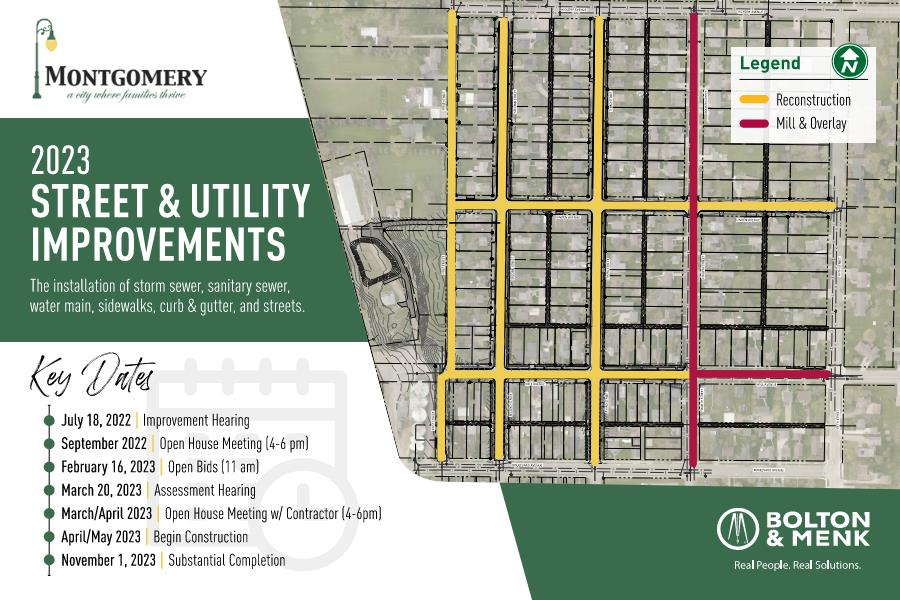 MONTGOMERY
a city where families thrive
2023
STREET & UTILITY
IMPROVEMENTS
The installation of storm sewer, sanitary sewer,
water main, sidewalks, curb & gutter, and streets.
Key Dates
July 18, 2022 | Improvement Hearing
September 2022 | Open House Meeting (4-6 pm)
February 16, 2023 | Open Bids (11 am)
March 20, 2023 | Assessment Hearing
March/April 2023 | Open House Meeting w/ Contractor (4-6pm)
April/May 2023 | Begin Construction
November 1, 2023 | Substantial Completion
Legend
N
Reconstruction
Mill & Overlay
BOLTON
& MENK
Real People. Real Solutions.